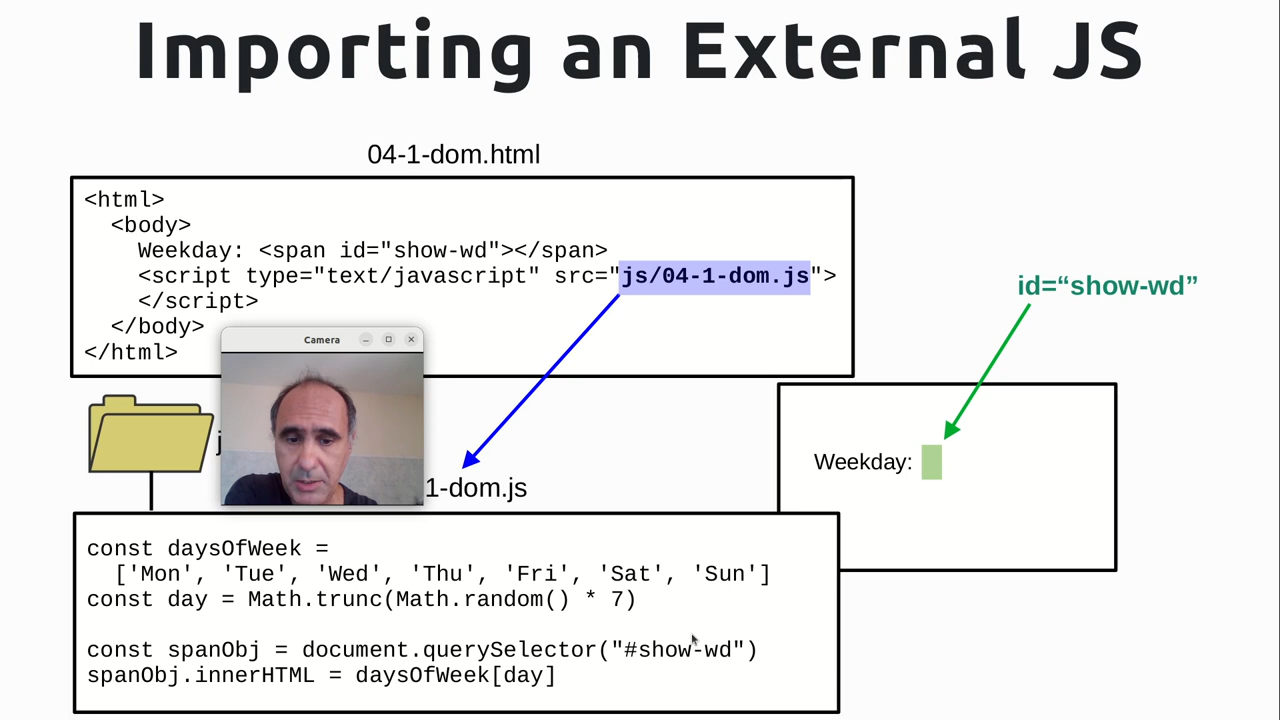 Importing an External JS
04-1-dom.html
<html>
  <body>
    Weekday: <span id="show-wd"></span>
    <script type="text/javascript" src="js/04-1-dom.js">
    </script>
  </body>
</html>
id=“show-wd”
Camera
Weekday:
1-dom.js
const daysOfWeek =
  ['Mon', 'Tue', 'Wed', 'Thu', 'Fri', 'Sat', 'Sun']
const day = Math.trunc(Math.random() * 7)
const spanObj = document.querySelector("#show-wd")
spanObj.innerHTML = daysOfWeek[day]